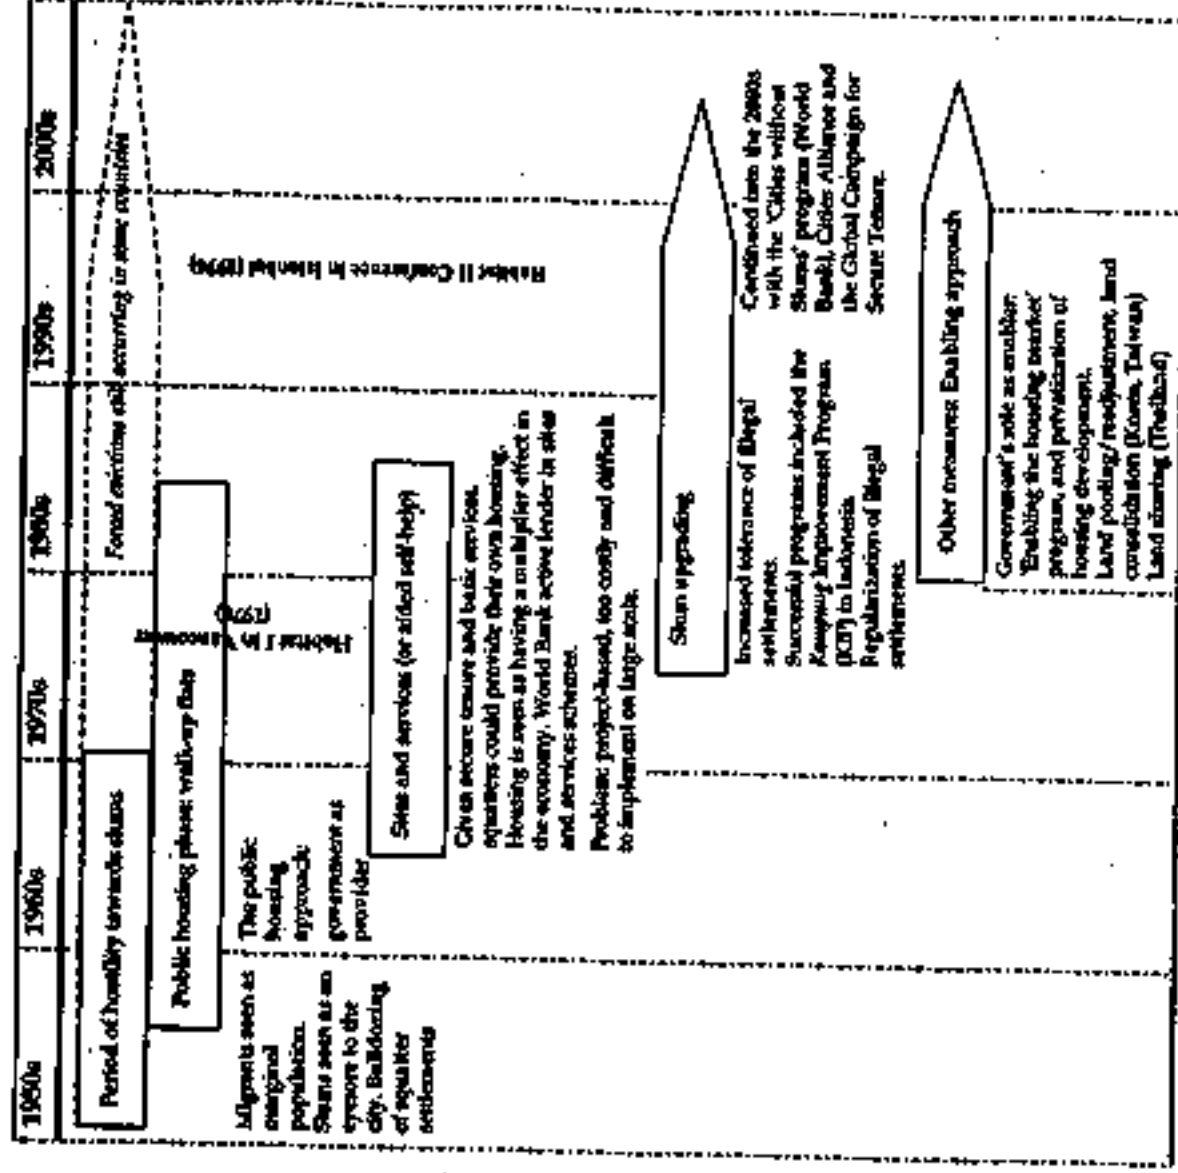 1950s 1960s 1970s 1980s 1990s 2000s
Period of hostility towards slums
Forced evictions still occurring in some countries
Public housing phase: walk-up flats
Migrants seen as
marginal
population.
Slums seen as an
eyesore to the
city. Bulldozing
of squatter
settlements
The public
housing
approach:
government as
provider
Habitat I in Vancouver
(1976)
Habitat II Conference in Istanbul (1996)
Sites and services (or aided self-help)
Given secure tenure and basic services,
squatters could provide their own housing.
Housing is seen as having a multiplier effect in
the economy. World Bank active lender in sites
and services schemes.
Problems: project-based, too costly and difficult
to implement on large scale.
Slum upgrading
Increased tolerance of illegal
settlements.
Successful programs included the
Kampung Improvement Program
(KIP) in Indonesia
Regularization of illegal
settlements.
Continued into the 2000s
with the 'Cities without
Slums' program (World
Bank), Cities Alliance and
the Global Campaign for
Secure Tenure.
Other measures: Enabling approach
Government's role as enabler:
'Enabling the housing market'
program, and privatization of
housing development.
Land pooling/readjustment, land
consolidation (Korea, Taiwan)
Land sharing (Thailand)